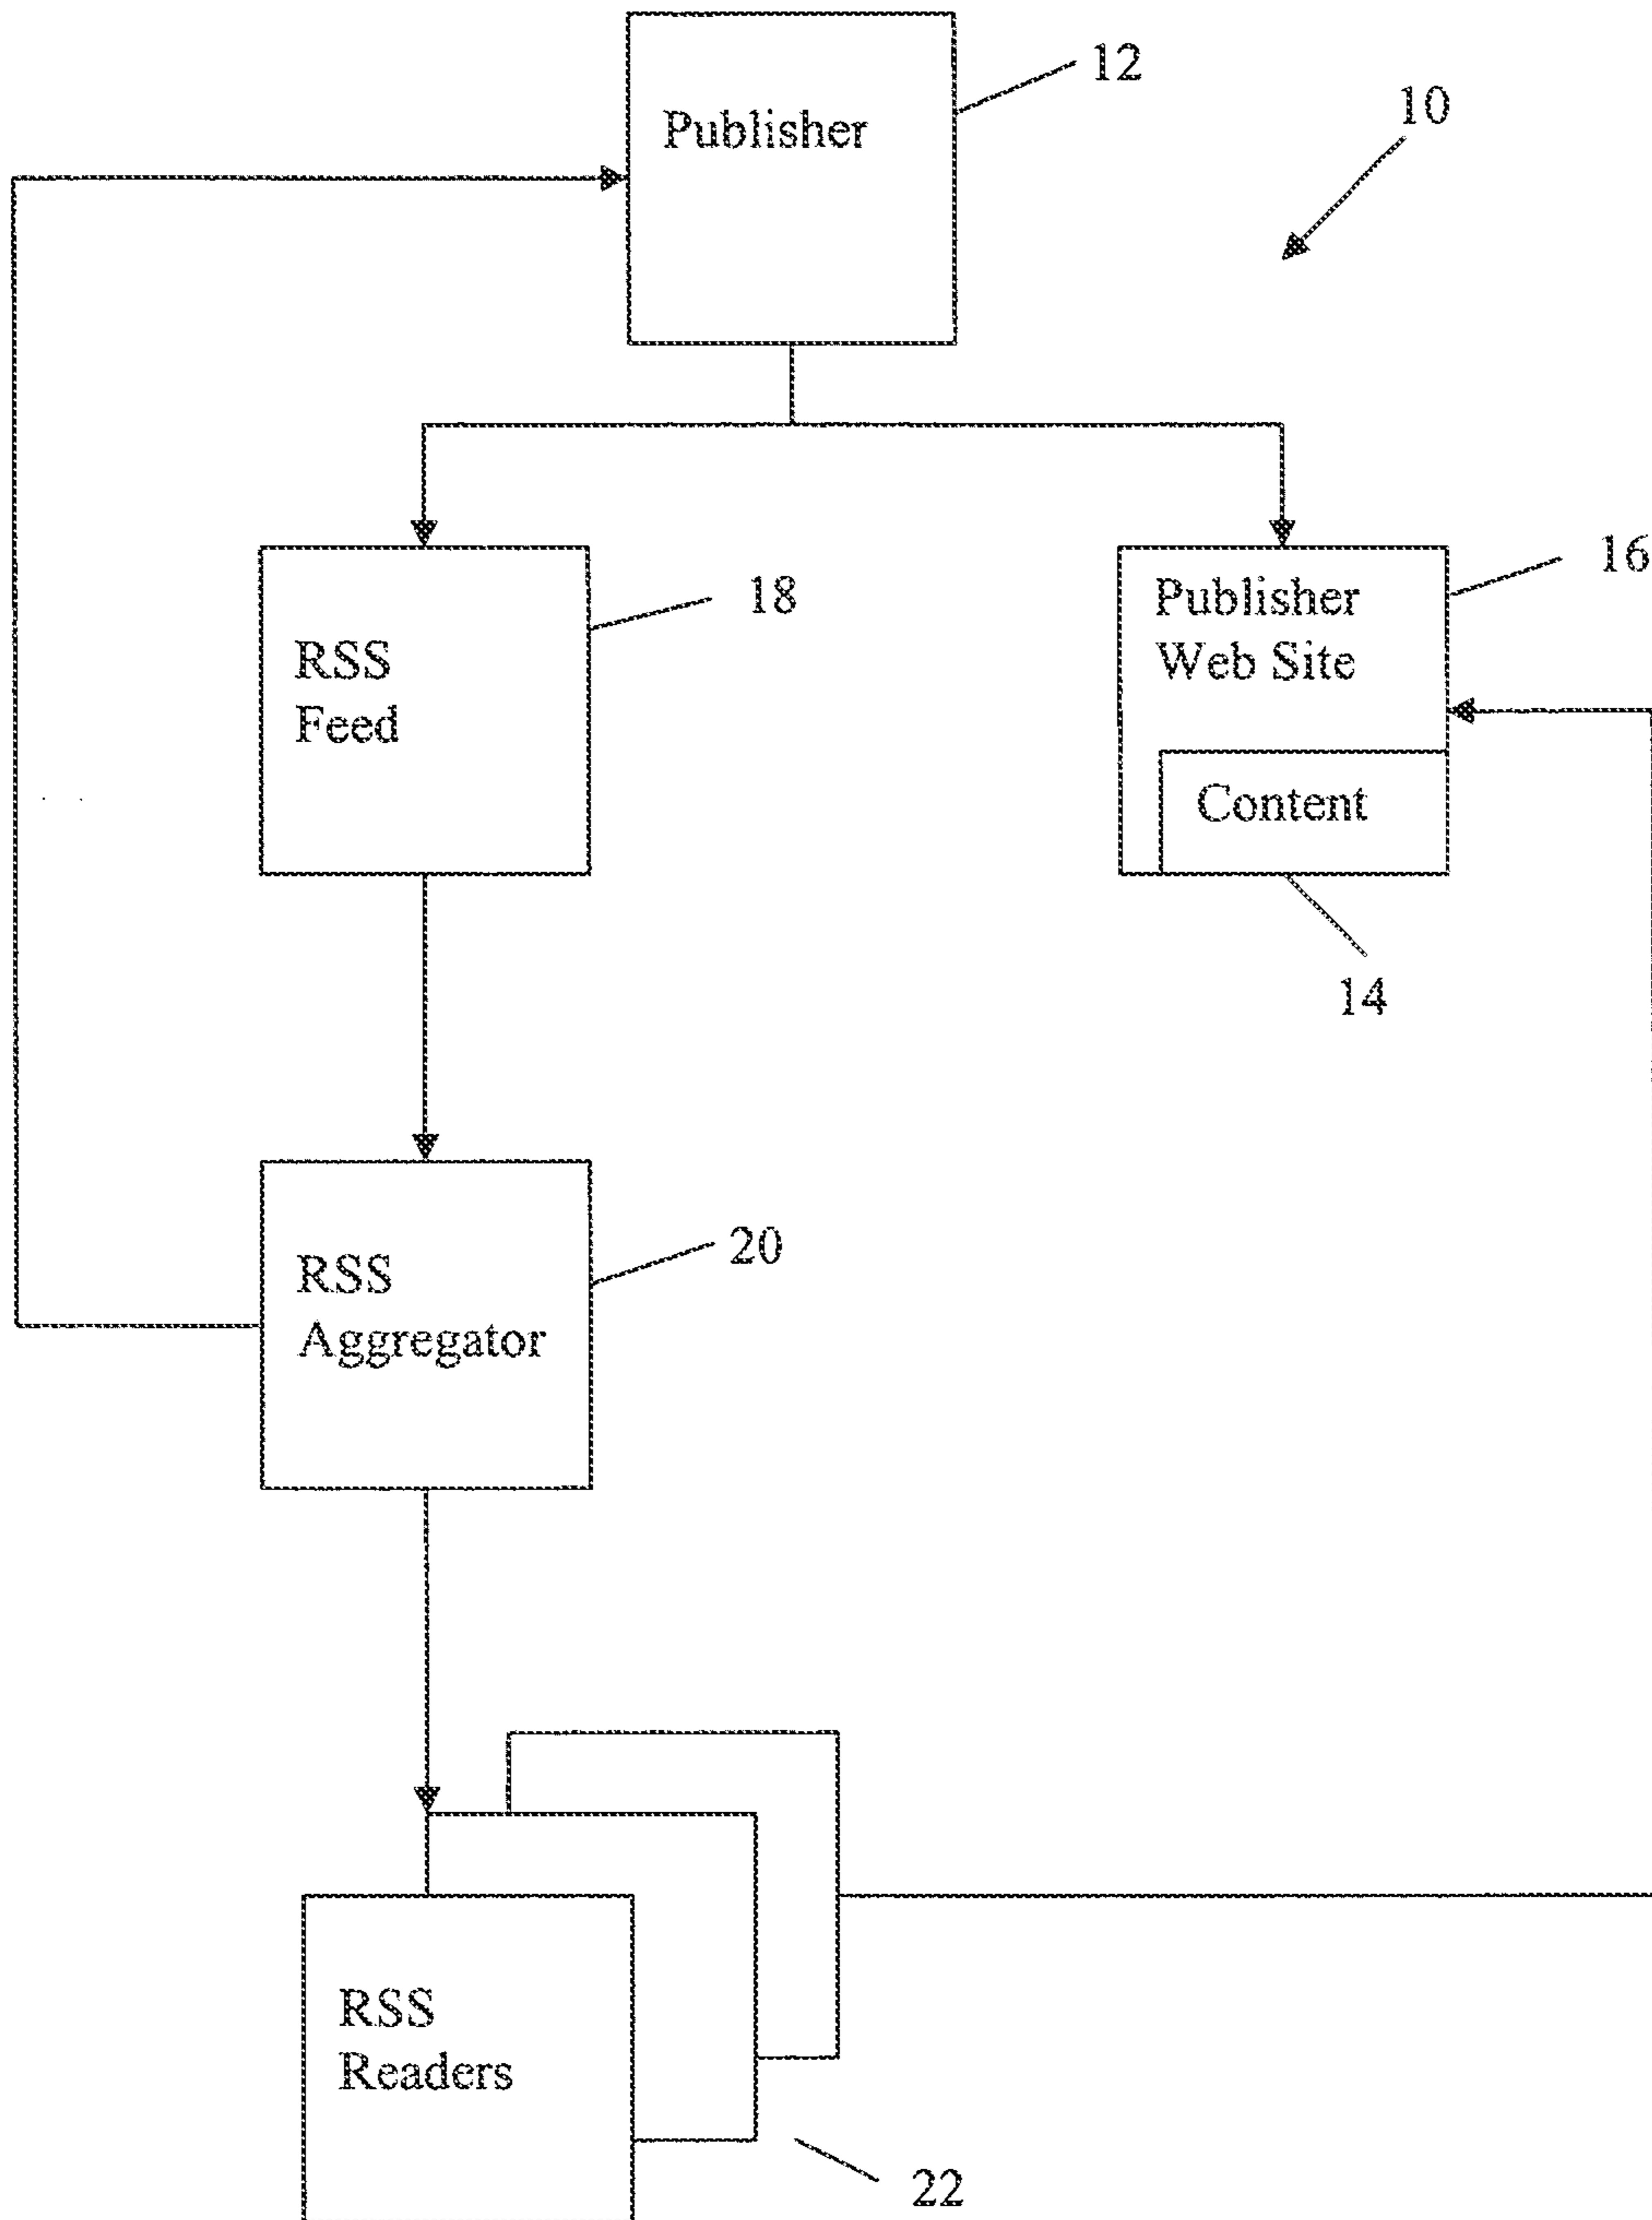 12
Publisher
10
16
18
Publisher
Web Site
RSS
Feed
Content
14
20
RSS
Aggregator
RSS
Readers
22